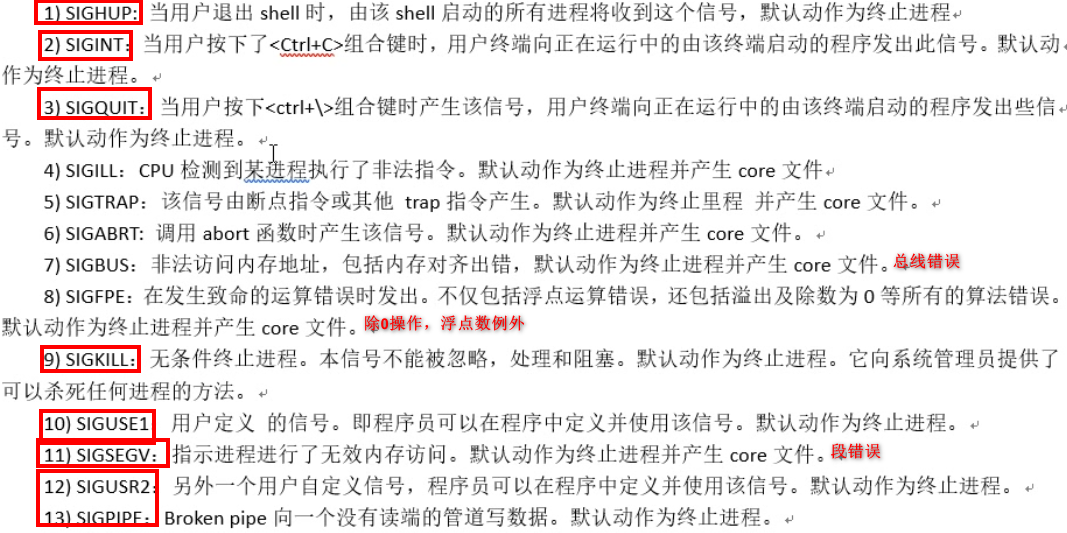 1) SIGHUP: 当用户退出 shell 时，由该 shell 启动的所有进程将收到这个信号，默认动作为终止进程
2) SIGINT：当用户按下了<Ctrl+C>组合键时，用户终端向正在运行中的由该终端启动的程序发出此信号。默认动
作为终止进程。
3) SIGQUIT：当用户按下<ctrl+\>组合键时产生该信号，用户终端向正在运行中的由该终端启动的程序发出些信
号。默认动作为终止进程。
4) SIGILL：CPU 检测到某进程执行了非法指令。默认动作为终止进程并产生 core 文件
5) SIGTRAP：该信号由断点指令或其他 trap 指令产生。默认动作为终止里程 并产生 core 文件。
6) SIGABRT: 调用 abort 函数时产生该信号。默认动作为终止进程并产生 core 文件。
7) SIGBUS：非法访问内存地址，包括内存对齐出错，默认动作为终止进程并产生 core 文件。总线错误
8) SIGFPE：在发生致命的运算错误时发出。不仅包括浮点运算错误，还包括溢出及除数为 0 等所有的算法错误。
默认动作为终止进程并产生 core 文件。除0操作，浮点数例外
9) SIGKILL：无条件终止进程。本信号不能被忽略，处理和阻塞。默认动作为终止进程。它向系统管理员提供了
可以杀死任何进程的方法。
10) SIGUSE1 用户定义 的信号。即程序员可以在程序中定义并使用该信号。默认动作为终止进程。
11) SIGSEGV：指示进程进行了无效内存访问。默认动作为终止进程并产生 core 文件。段错误
12) SIGUSR2：另外一个用户自定义信号，程序员可以在程序中定义并使用该信号。默认动作为终止进程。
13) SIGPIPE：Broken pipe 向一个没有读端的管道写数据。默认动作为终止进程。